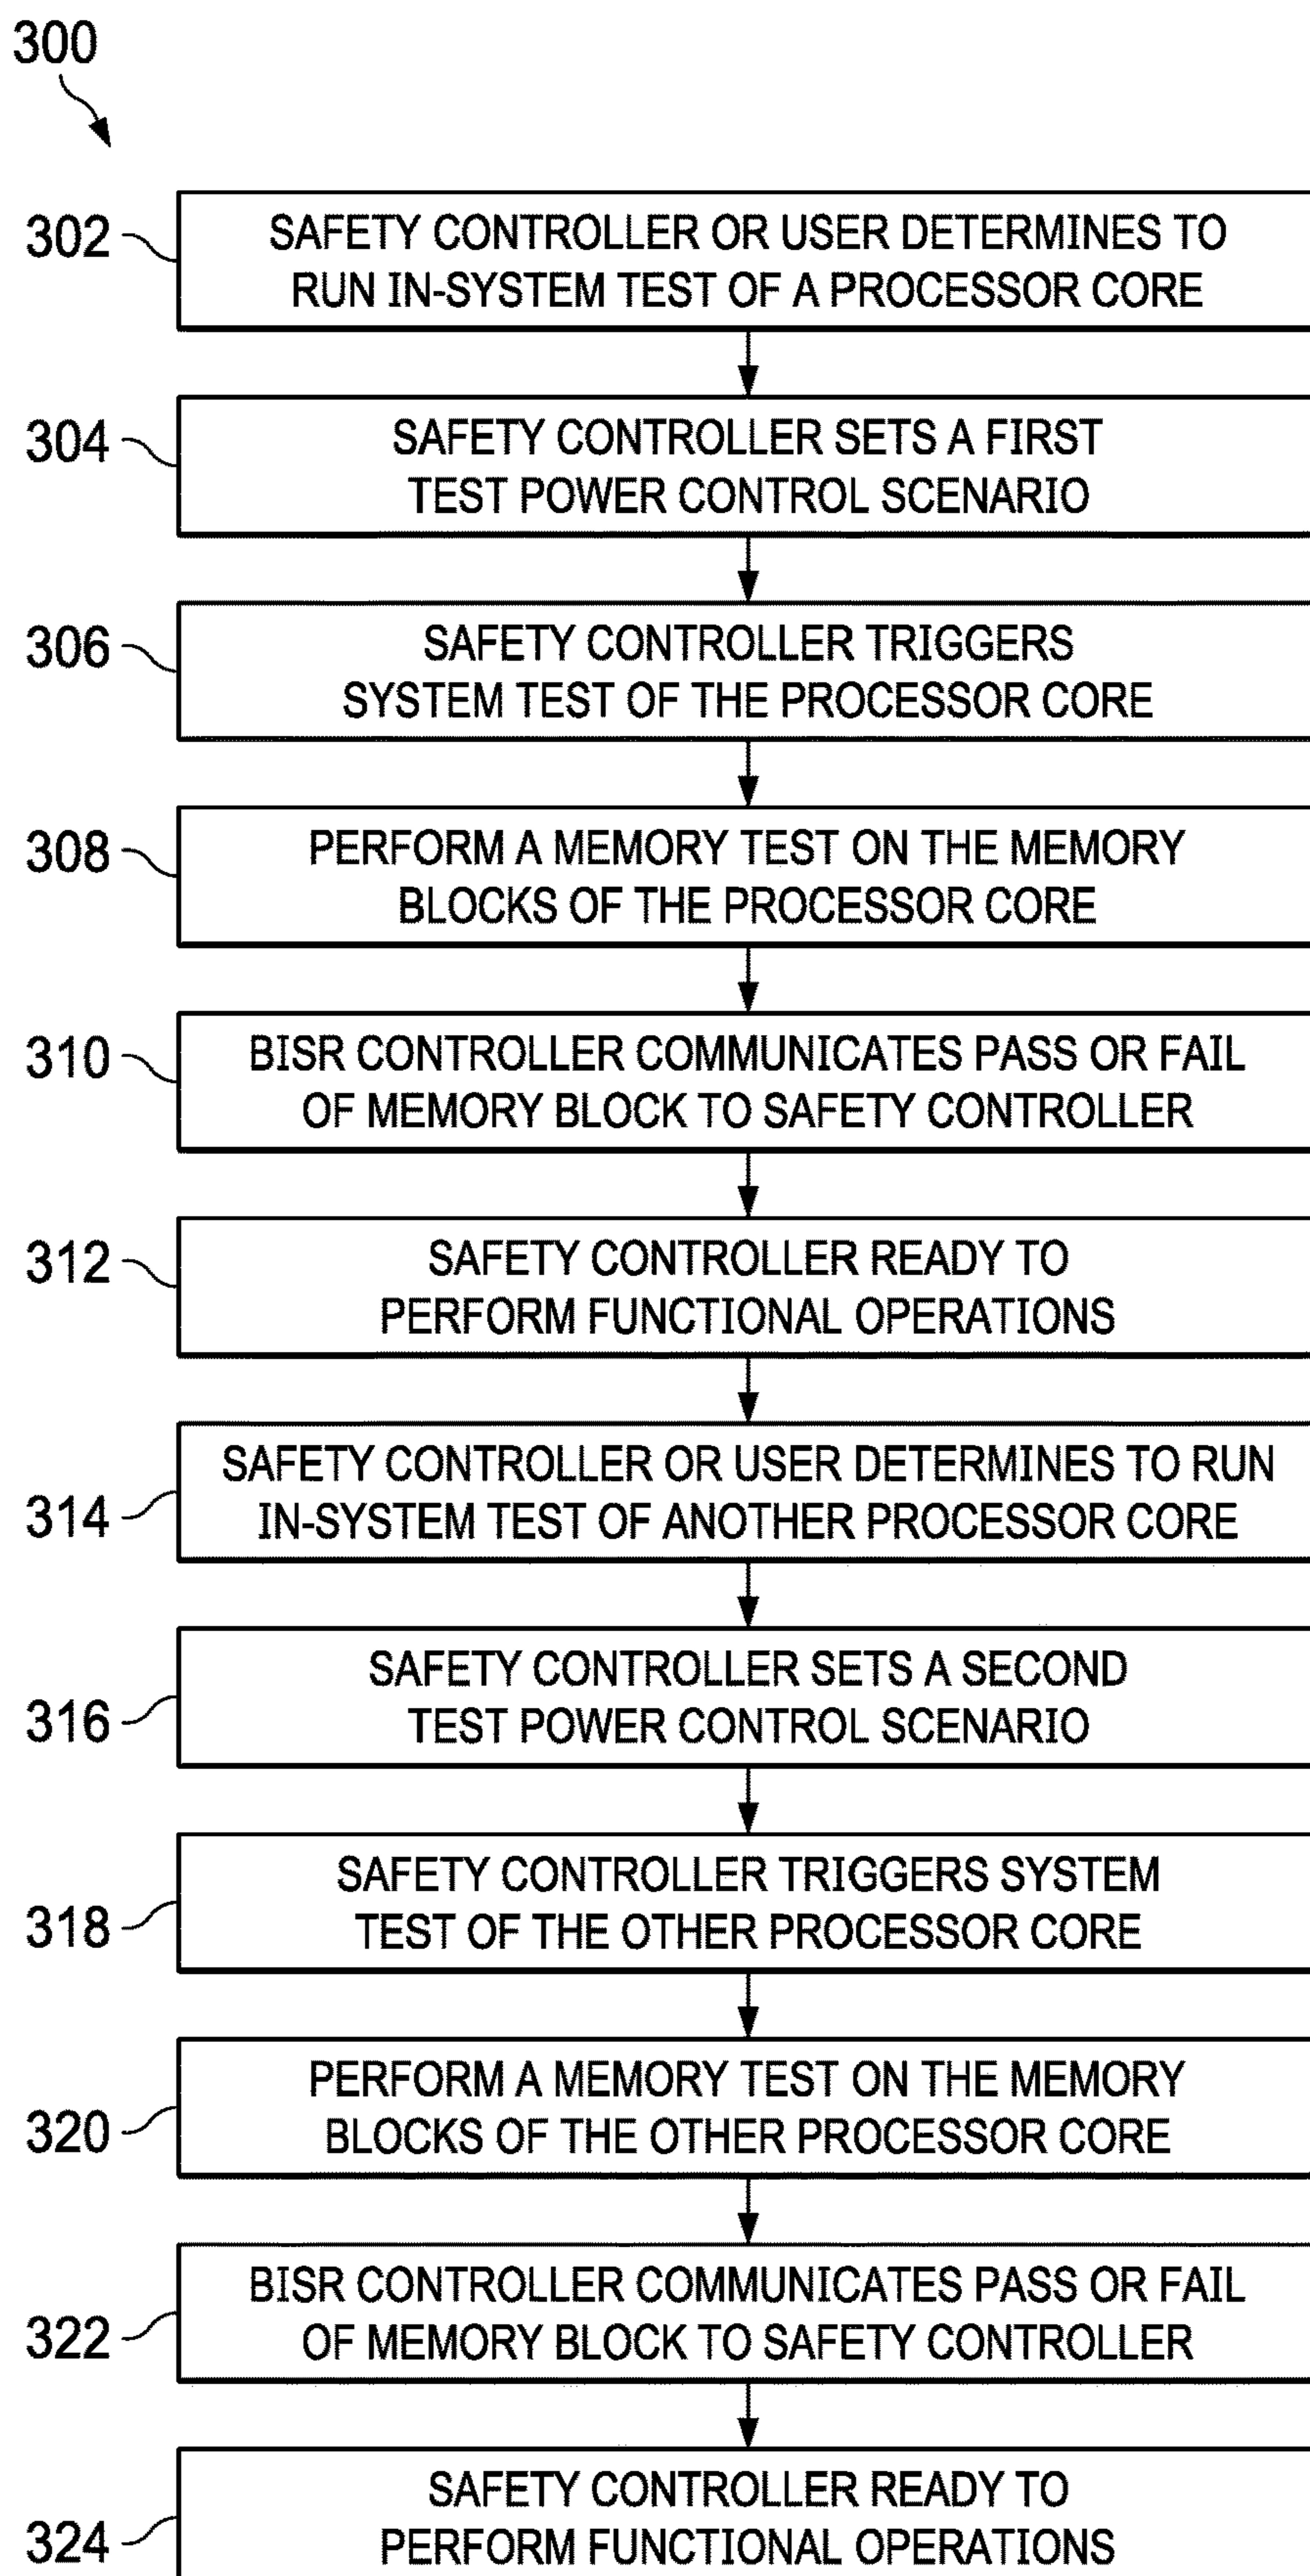 300
302
SAFETY CONTROLLER OR USER DETERMINES TO
RUN IN-SYSTEM TEST OF A PROCESSOR CORE
304
SAFETY CONTROLLER SETS A FIRST
TEST POWER CONTROL SCENARIO
306
SAFETY CONTROLLER TRIGGERS
SYSTEM TEST OF THE PROCESSOR CORE
308
PERFORM A MEMORY TEST ON THE MEMORY
BLOCKS OF THE PROCESSOR CORE
310
BISR CONTROLLER COMMUNICATES PASS OR FAIL
OF MEMORY BLOCK TO SAFETY CONTROLLER
312
SAFETY CONTROLLER READY TO
PERFORM FUNCTIONAL OPERATIONS
314
SAFETY CONTROLLER OR USER DETERMINES TO RUN
IN-SYSTEM TEST OF ANOTHER PROCESSOR CORE
316
SAFETY CONTROLLER SETS A SECOND
TEST POWER CONTROL SCENARIO
318
SAFETY CONTROLLER TRIGGERS SYSTEM
TEST OF THE OTHER PROCESSOR CORE
320
PERFORM A MEMORY TEST ON THE MEMORY
BLOCKS OF THE OTHER PROCESSOR CORE
322
BISR CONTROLLER COMMUNICATES PASS OR FAIL
OF MEMORY BLOCK TO SAFETY CONTROLLER
324
SAFETY CONTROLLER READY TO
PERFORM FUNCTIONAL OPERATIONS